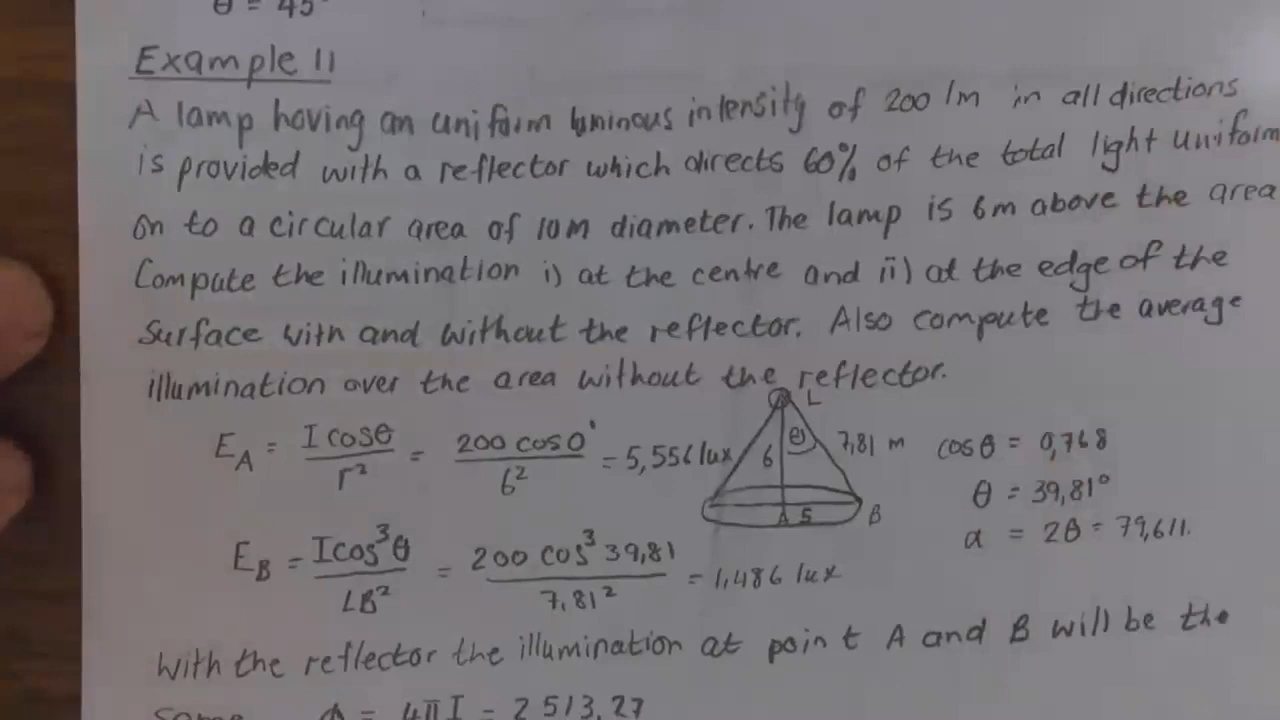 θ = 45°
Example 11
A lamp having an uniform luminous intensity of 200 lm in all directions
is provided with a reflector which directs 60% of the total light uniform
on to a circular area of 10m diameter. The lamp is 6m above the area
Compute the illumination i) at the centre and ii) at the edge of the
surface with and without the reflector. Also compute the average
illumination over the area without the reflector.
E_A = I cosθ / r² = 200 cos0° / 6² = 5,556 lux
L
θ
6
7,81 m
A 5
B
cosθ = 0,768
θ = 39,81°
α = 2θ = 79,611.
E_B = I cos³θ / LB² = 200 cos³ 39,81 / 7,81² = 1,486 lux
With the reflector the illumination at point A and B will be the
same φ = 4πI = 2513,27